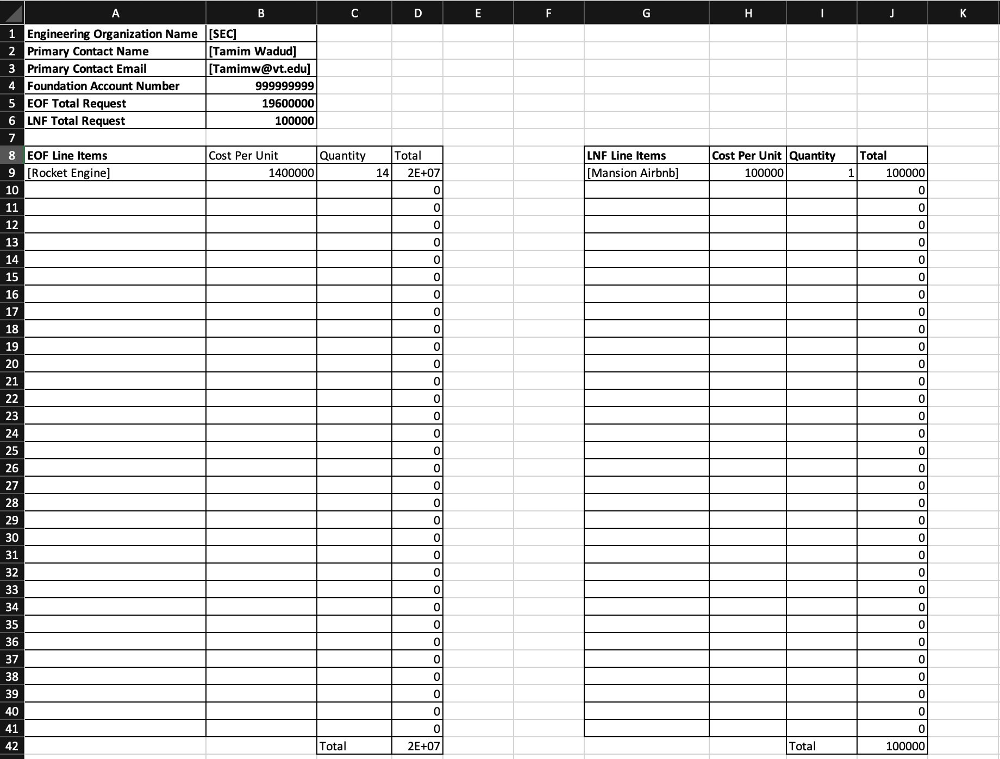 A B C D E F G H I J K
1 Engineering Organization Name [SEC]
2 Primary Contact Name [Tamim Wadud]
3 Primary Contact Email [Tamimw@vt.edu]
4 Foundation Account Number 999999999
5 EOF Total Request 19600000
6 LNF Total Request 100000
7
8 EOF Line Items Cost Per Unit Quantity Total LNF Line Items Cost Per Unit Quantity Total
9 [Rocket Engine] 1400000 14 2E+07 [Mansion Airbnb] 100000 1 100000
10 0 0
11 0 0
12 0 0
13 0 0
14 0 0
15 0 0
16 0 0
17 0 0
18 0 0
19 0 0
20 0 0
21 0 0
22 0 0
23 0 0
24 0 0
25 0 0
26 0 0
27 0 0
28 0 0
29 0 0
30 0 0
31 0 0
32 0 0
33 0 0
34 0 0
35 0 0
36 0 0
37 0 0
38 0 0
39 0 0
40 0 0
41 0 0
42 Total 2E+07 Total 100000